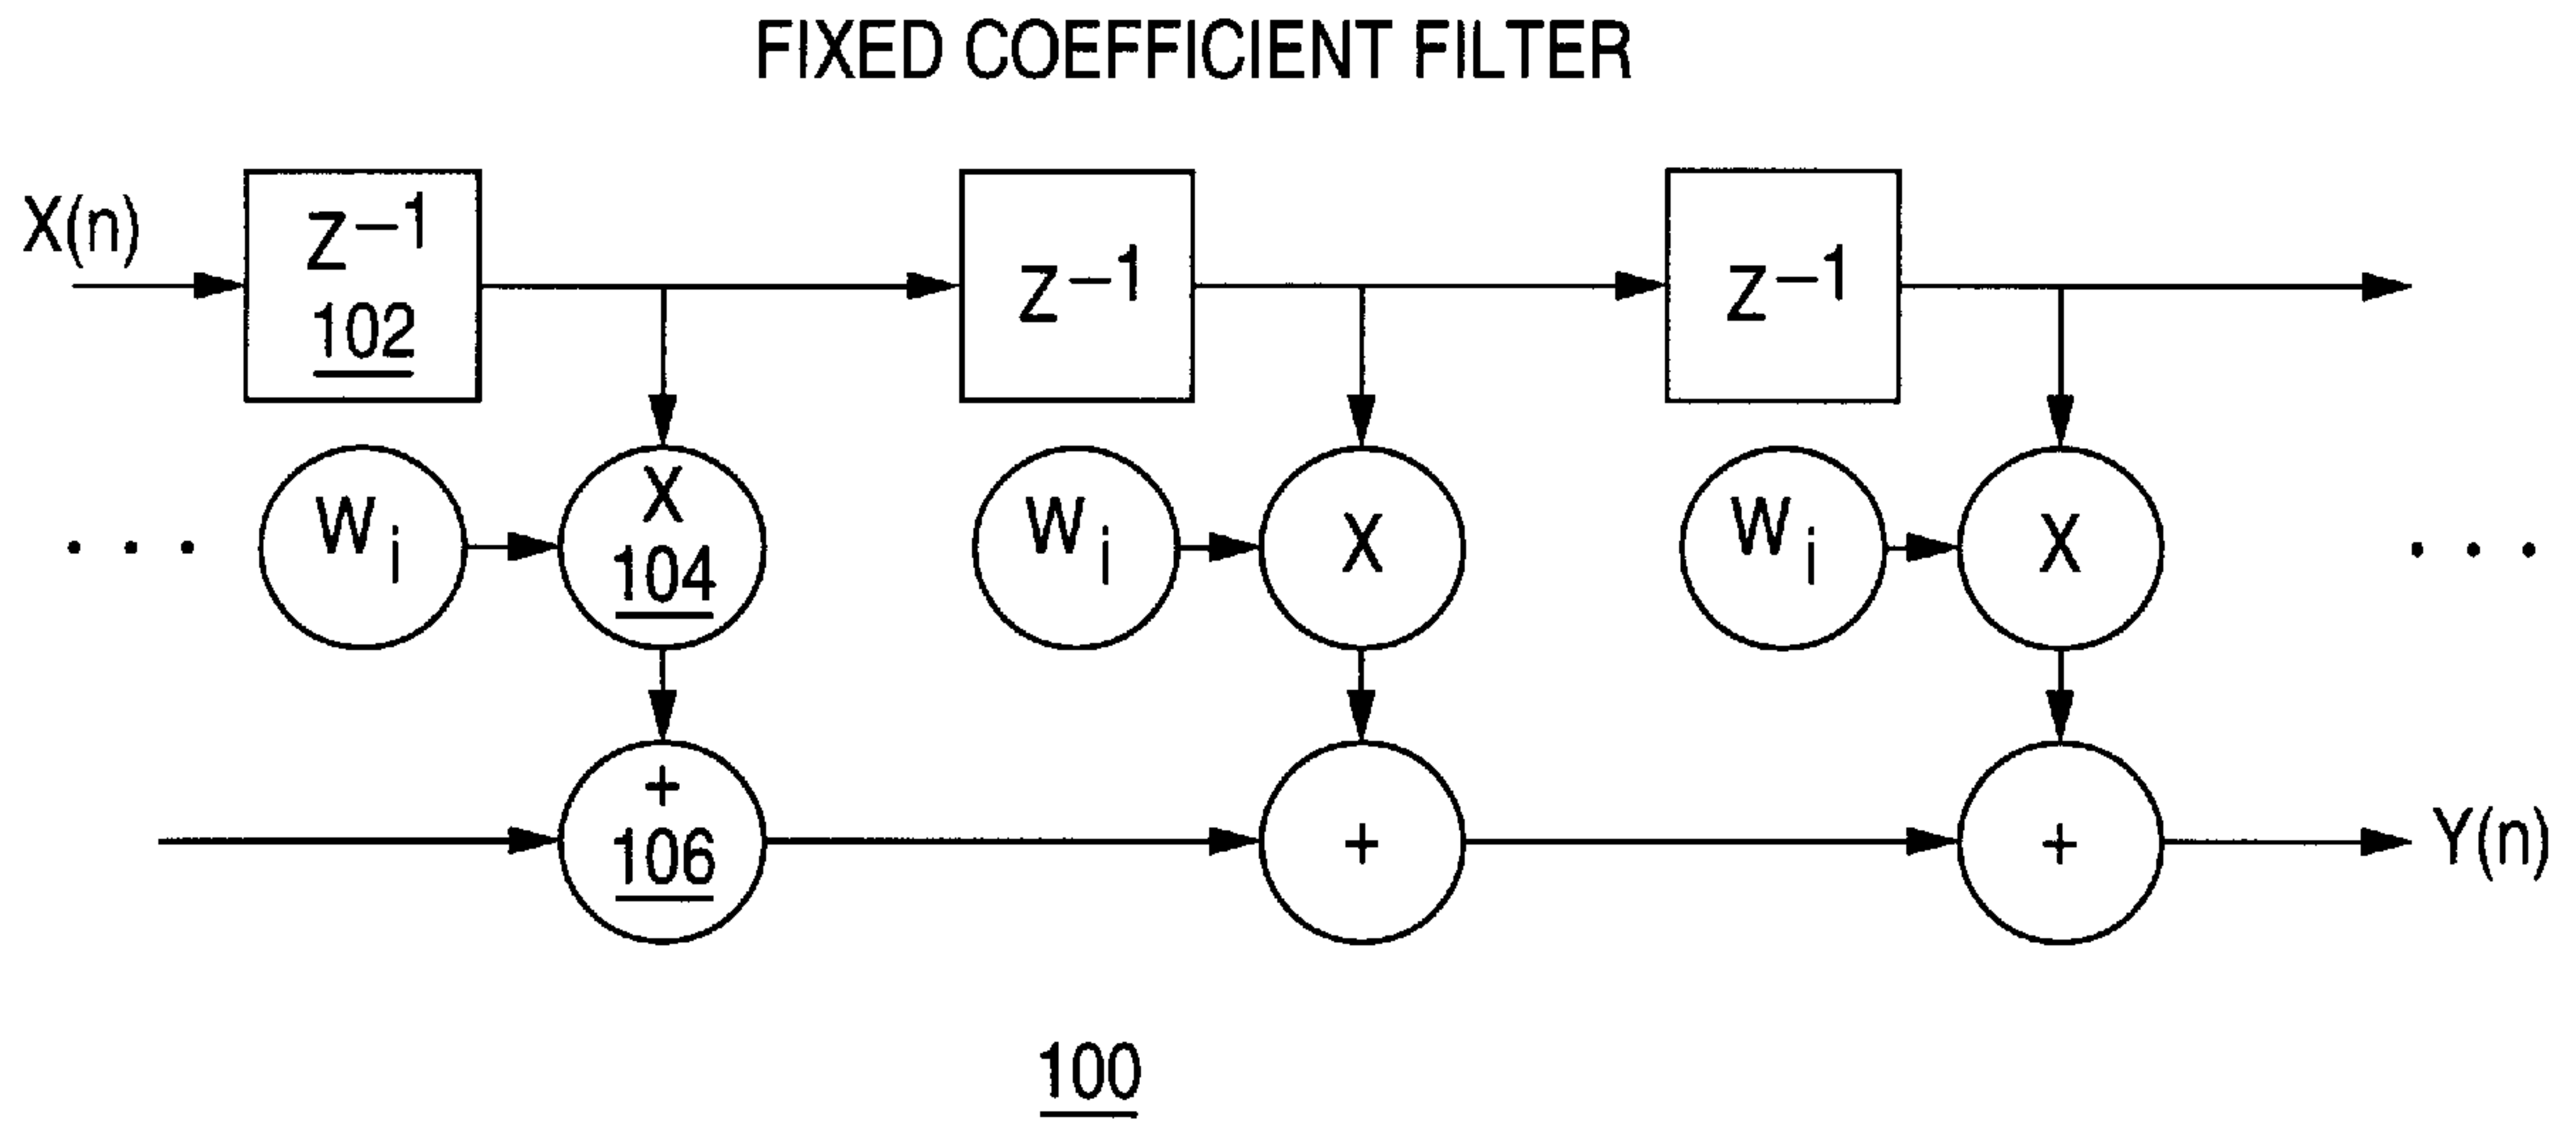 FIXED COEFFICIENT FILTER
X(n)
Z⁻¹
102
Z⁻¹
Z⁻¹
. . .
Wᵢ
X
104
Wᵢ
X
Wᵢ
X
. . .
+
106
+
+
Y(n)
100